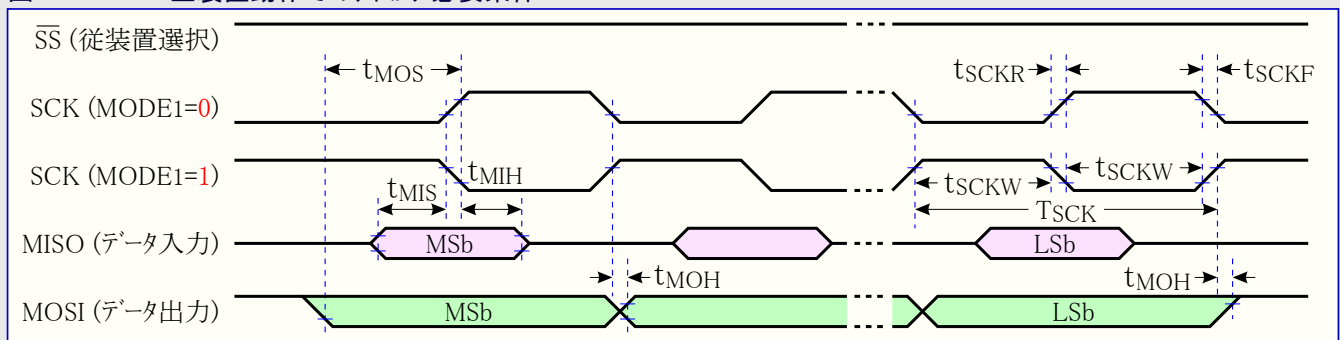 SS (従装置選択)
tMOS
tSCKR
tSCKF
SCK (MODE1=0)
SCK (MODE1=1)
tMIS
tMIH
tSCKW
tSCKW
TSCK
MISO (データ入力)
MSb
LSb
tMOH
tMOH
MOSI (データ出力)
MSb
LSb